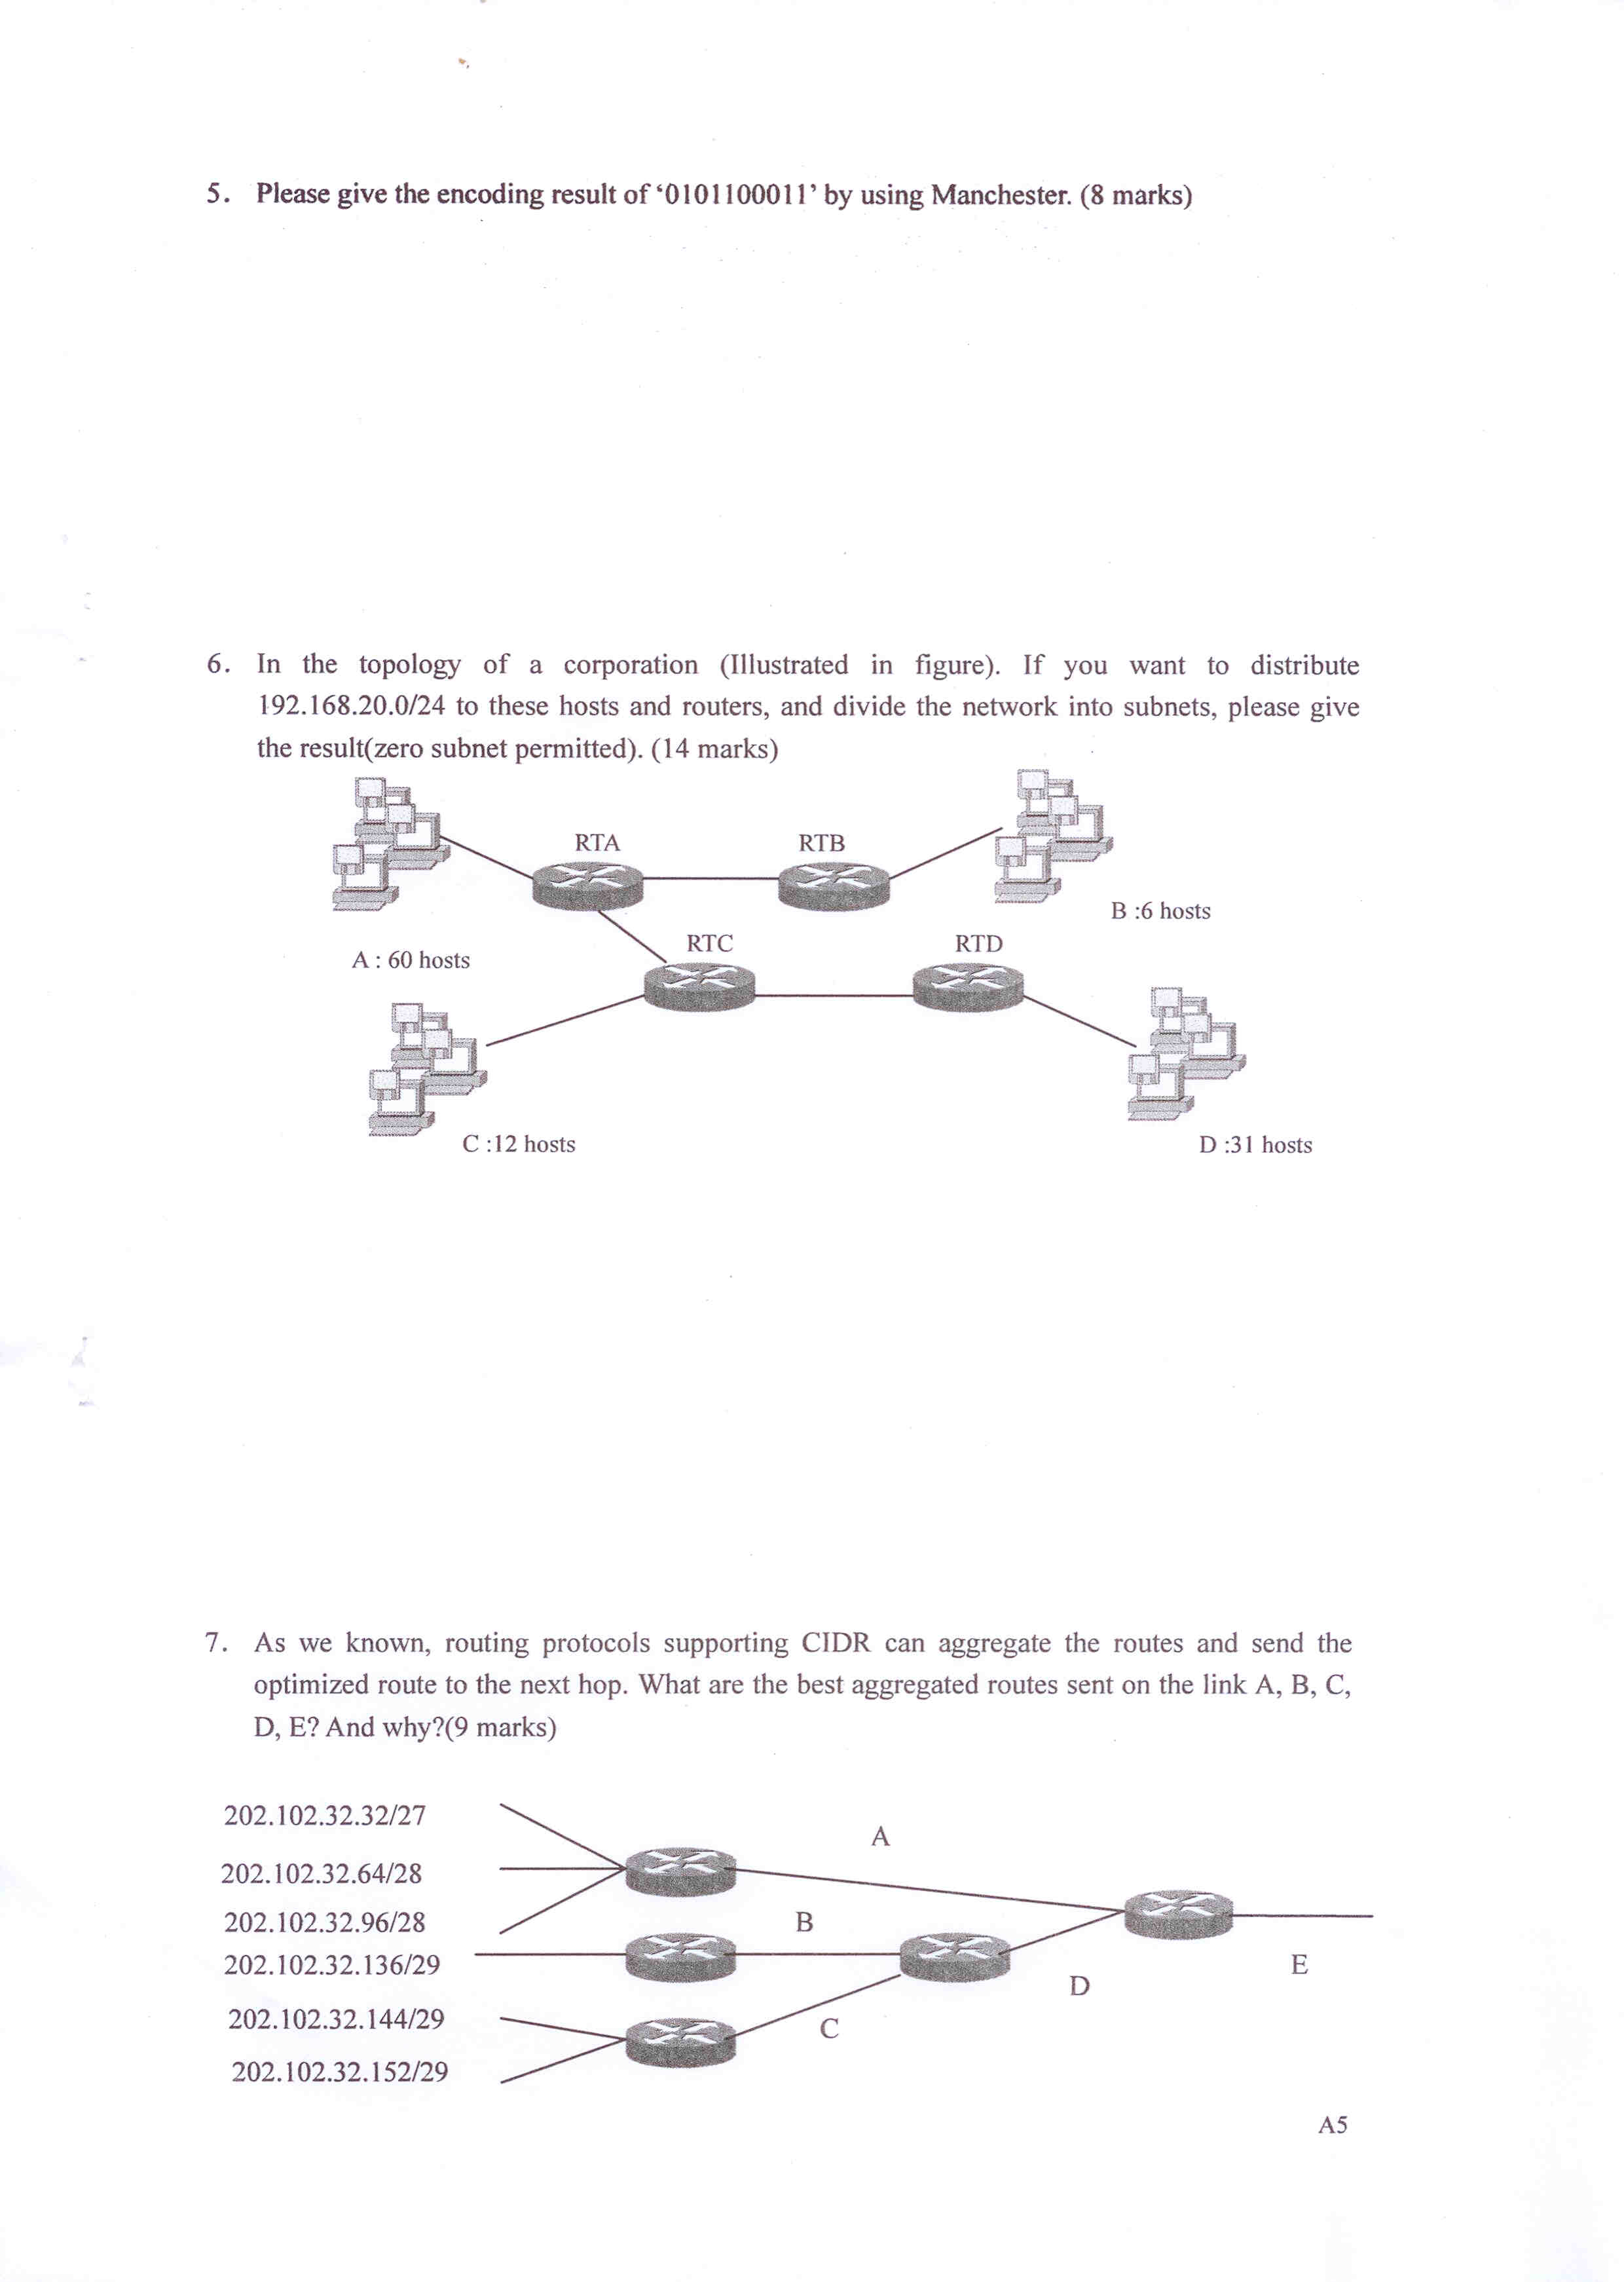 5. Please give the encoding result of ‘0101100011’ by using Manchester. (8 marks)
6. In the topology of a corporation (Illustrated in figure). If you want to distribute
192.168.20.0/24 to these hosts and routers, and divide the network into subnets, please give
the result(zero subnet permitted). (14 marks)
RTA
RTB
B :6 hosts
RTC
RTD
A : 60 hosts
C :12 hosts
D :31 hosts
7. As we known, routing protocols supporting CIDR can aggregate the routes and send the
optimized route to the next hop. What are the best aggregated routes sent on the link A, B, C,
D, E? And why?(9 marks)
202.102.32.32/27
A
202.102.32.64/28
202.102.32.96/28
B
202.102.32.136/29
E
D
202.102.32.144/29
C
202.102.32.152/29
A5